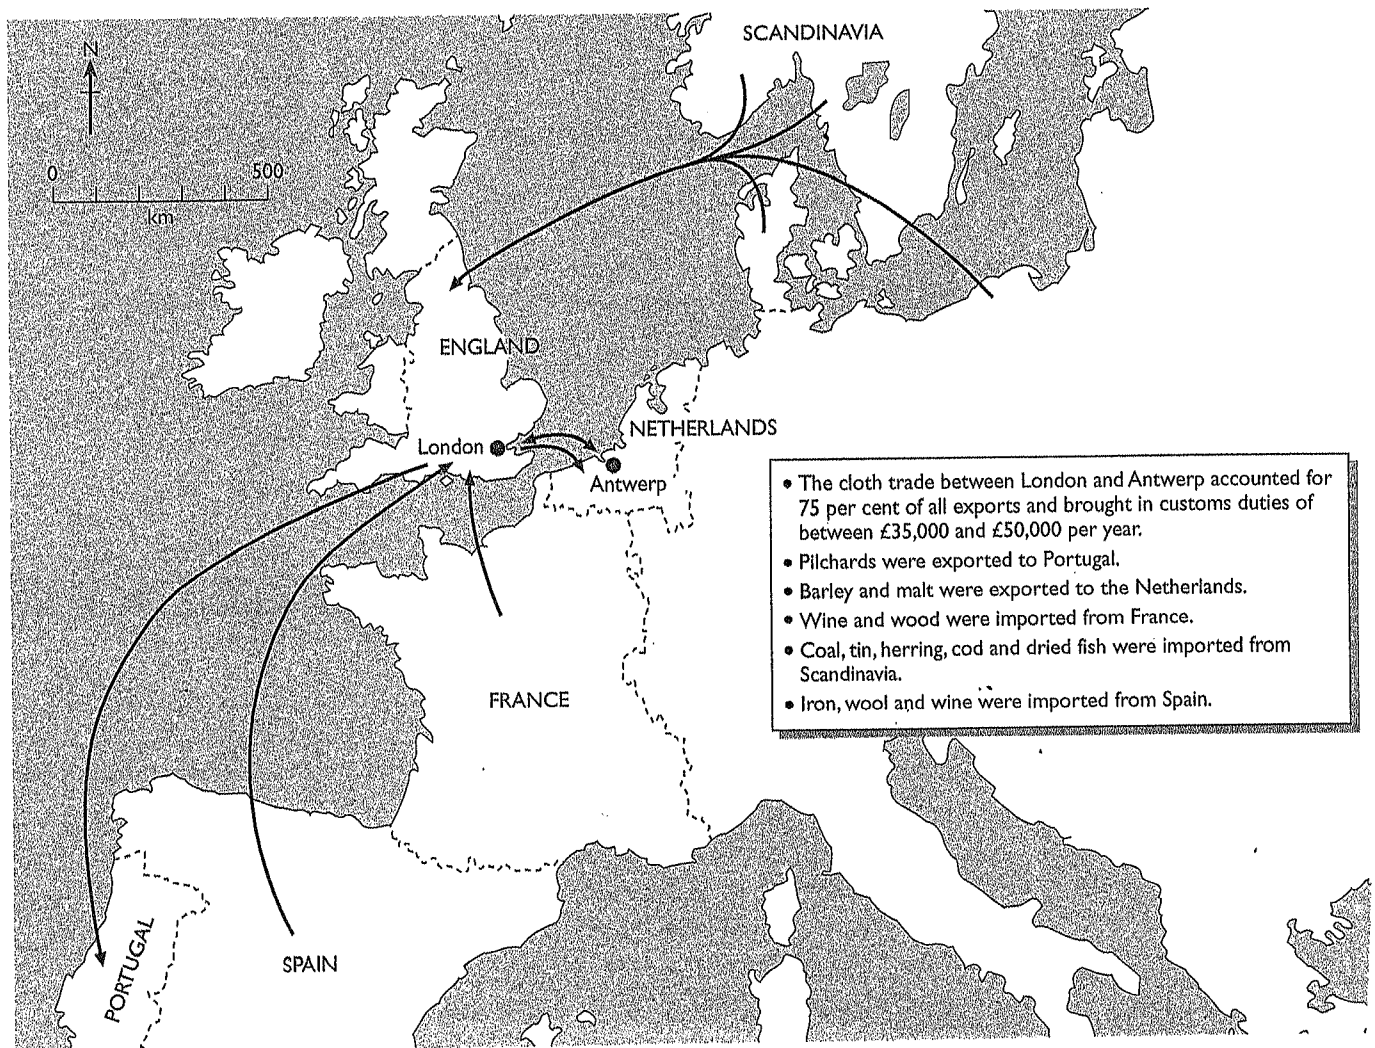 SCANDINAVIA
N
0 500
km
ENGLAND
NETHERLANDS
London
Antwerp
• The cloth trade between London and Antwerp accounted for
75 per cent of all exports and brought in customs duties of
between £35,000 and £50,000 per year.
• Pilchards were exported to Portugal.
• Barley and malt were exported to the Netherlands.
• Wine and wood were imported from France.
• Coal, tin, herring, cod and dried fish were imported from
Scandinavia.
• Iron, wool and wine were imported from Spain.
FRANCE
PORTUGAL
SPAIN